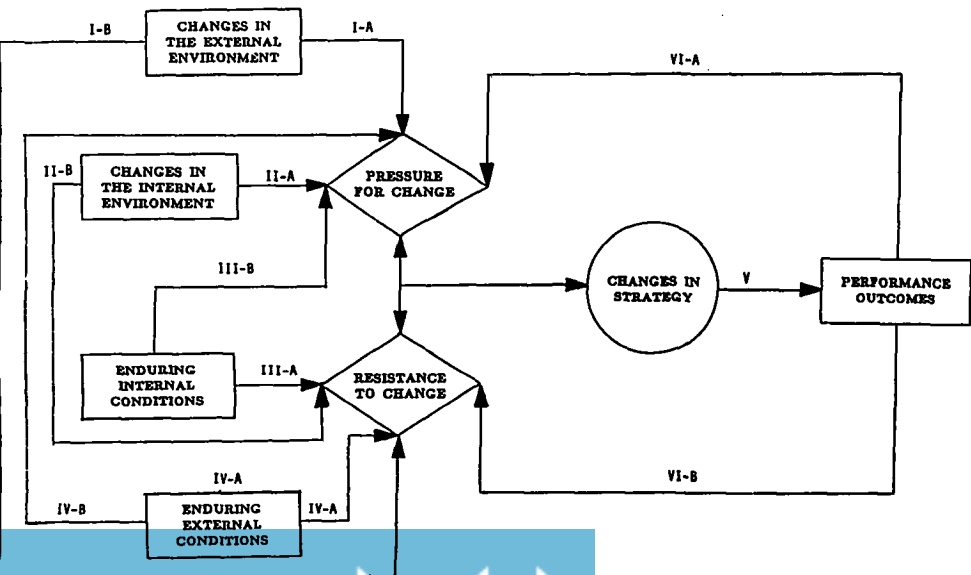 I-B
CHANGES IN
THE EXTERNAL
ENVIRONMENT
I-A
VI-A
II-B
CHANGES IN
THE INTERNAL
ENVIRONMENT
II-A
PRESSURE
FOR CHANGE
III-B
CHANGES IN
STRATEGY
V
PERFORMANCE
OUTCOMES
ENDURING
INTERNAL
CONDITIONS
III-A
RESISTANCE
TO CHANGE
VI-B
IV-A
IV-B
ENDURING
EXTERNAL
CONDITIONS
IV-A